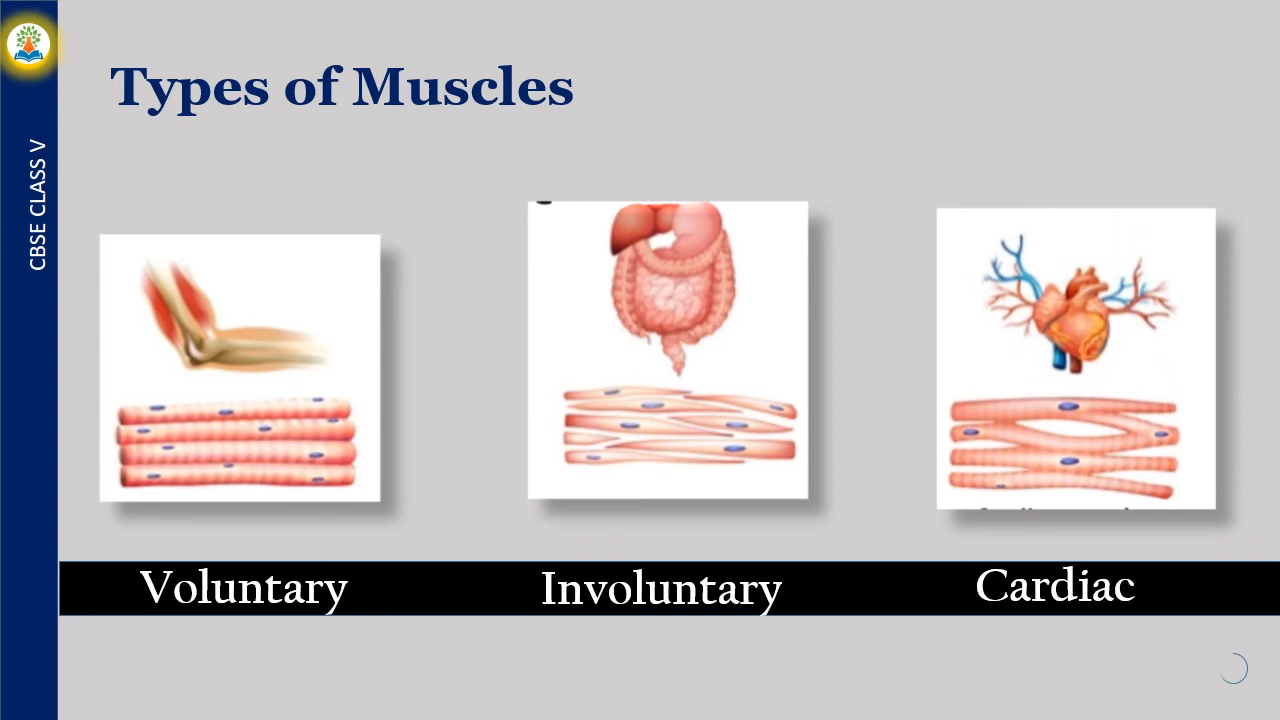 CBSE CLASS V
Types of Muscles
Voluntary
Involuntary
Cardiac